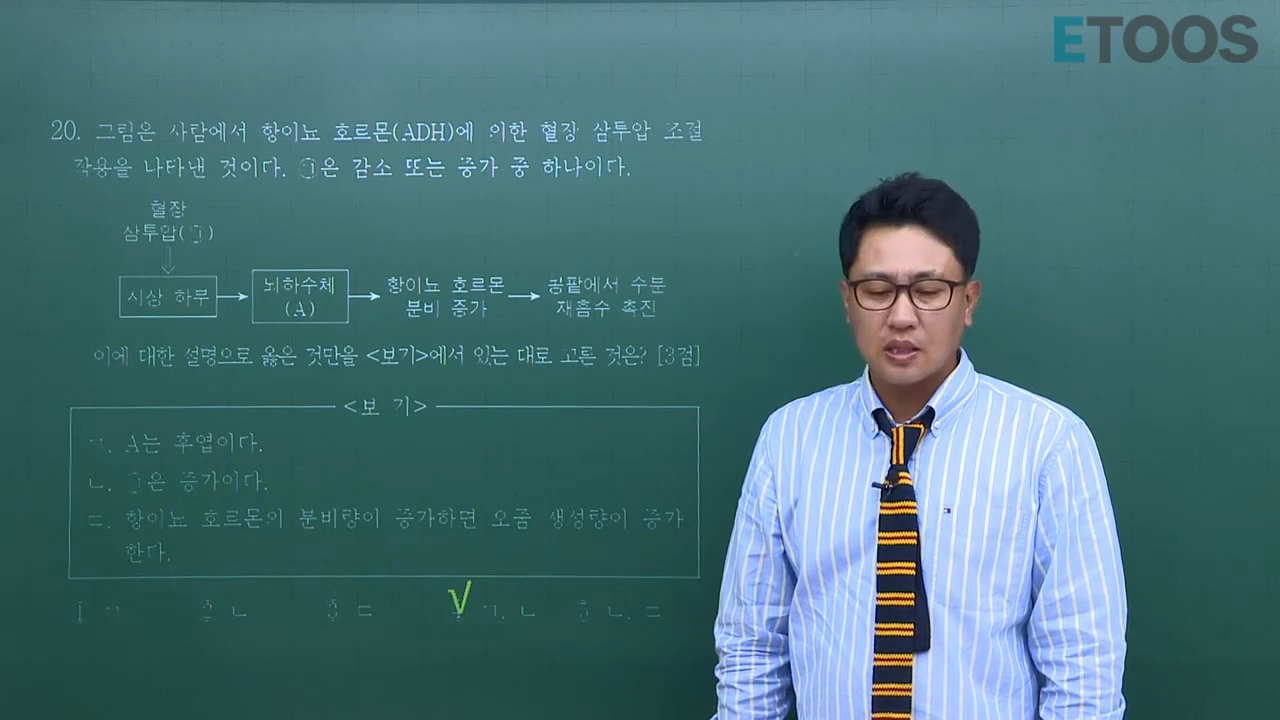 ETOOS
20. 그림은 사람에서 항이뇨 호르몬(ADH)에 의한 혈장 삼투압 조절
작용을 나타낸 것이다. ㉠은 감소 또는 증가 중 하나이다.
혈장
삼투압(㉠)
시상 하부
뇌하수체
(A)
항이뇨 호르몬
분비 증가
콩팥에서 수분
재흡수 촉진
이에 대한 설명으로 옳은 것만을 <보기>에서 있는 대로 고른 것은? [3점]
<보 기>
ㄱ. A는 후엽이다.
ㄴ. ㉠은 증가이다.
ㄷ. 항이뇨 호르몬의 분비량이 증가하면 오줌 생성량이 증가
한다.
① ㄱ ② ㄴ ③ ㄷ ④ ㄱ, ㄴ ⑤ ㄴ, ㄷ